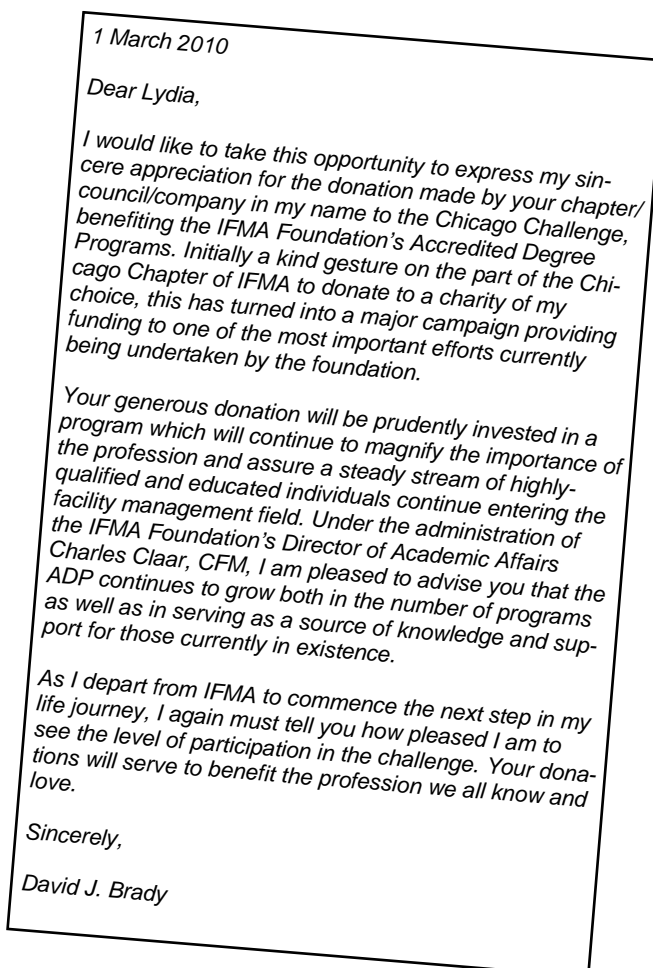 1 March 2010
Dear Lydia,
I would like to take this opportunity to express my sin-
cere appreciation for the donation made by your chapter/
council/company in my name to the Chicago Challenge,
benefiting the IFMA Foundation's Accredited Degree
Programs. Initially a kind gesture on the part of the Chi-
cago Chapter of IFMA to donate to a charity of my
choice, this has turned into a major campaign providing
funding to one of the most important efforts currently
being undertaken by the foundation.
Your generous donation will be prudently invested in a
program which will continue to magnify the importance of
the profession and assure a steady stream of highly-
qualified and educated individuals continue entering the
facility management field. Under the administration of
the IFMA Foundation's Director of Academic Affairs
Charles Claar, CFM, I am pleased to advise you that the
ADP continues to grow both in the number of programs
as well as in serving as a source of knowledge and sup-
port for those currently in existence.
As I depart from IFMA to commence the next step in my
life journey, I again must tell you how pleased I am to
see the level of participation in the challenge. Your dona-
tions will serve to benefit the profession we all know and
love.
Sincerely,
David J. Brady